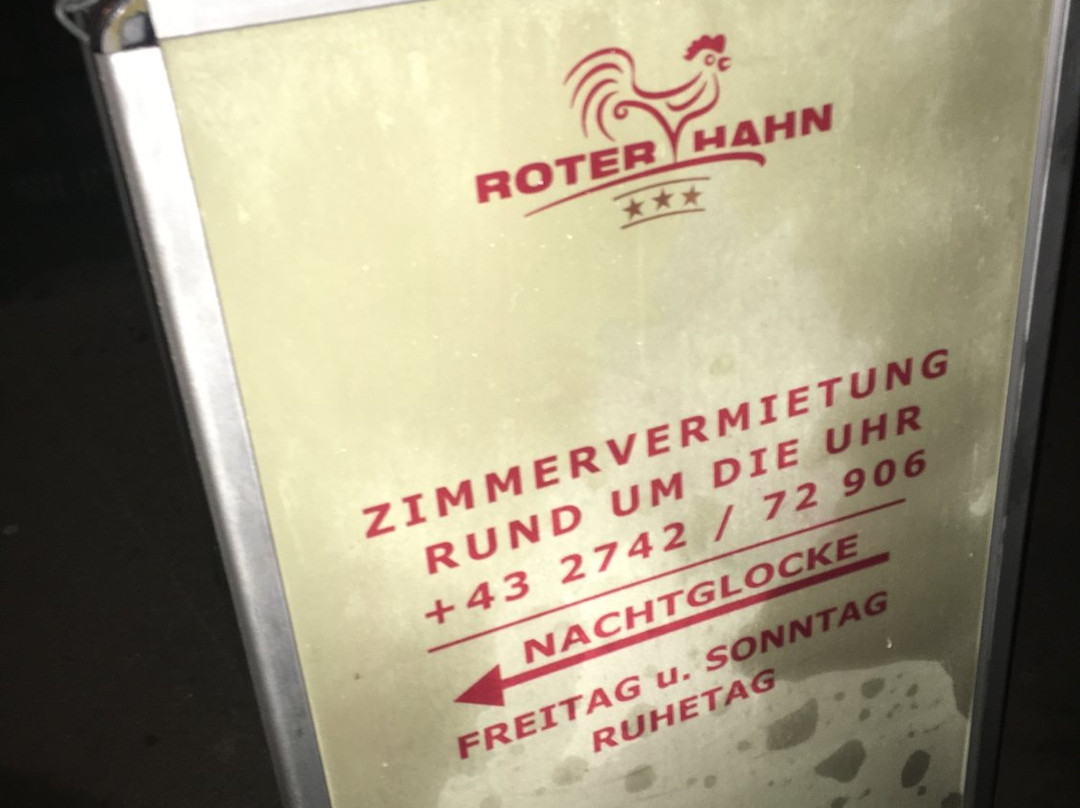 ROTER HAHN
ZIMMERVERMIETUNG
RUND UM DIE UHR
+43 2742 / 72 906
NACHTGLOCKE
FREITAG u. SONNTAG
RUHETAG